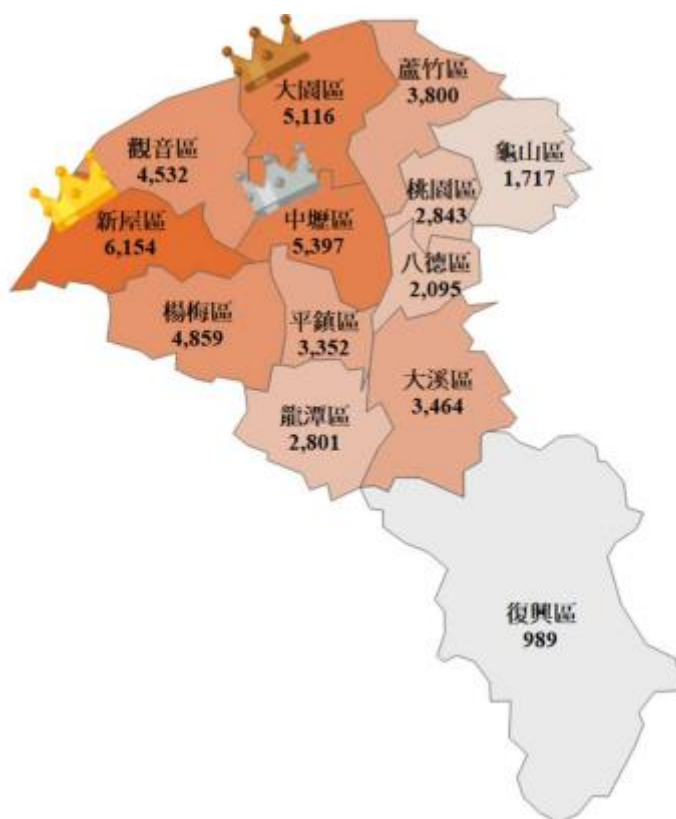 大園區
5,116
蘆竹區
3,800
觀音區
4,532
龜山區
1,717
桃園區
2,843
新屋區
6,154
中壢區
5,397
八德區
2,095
楊梅區
4,859
平鎮區
3,352
大溪區
3,464
龍潭區
2,801
復興區
989